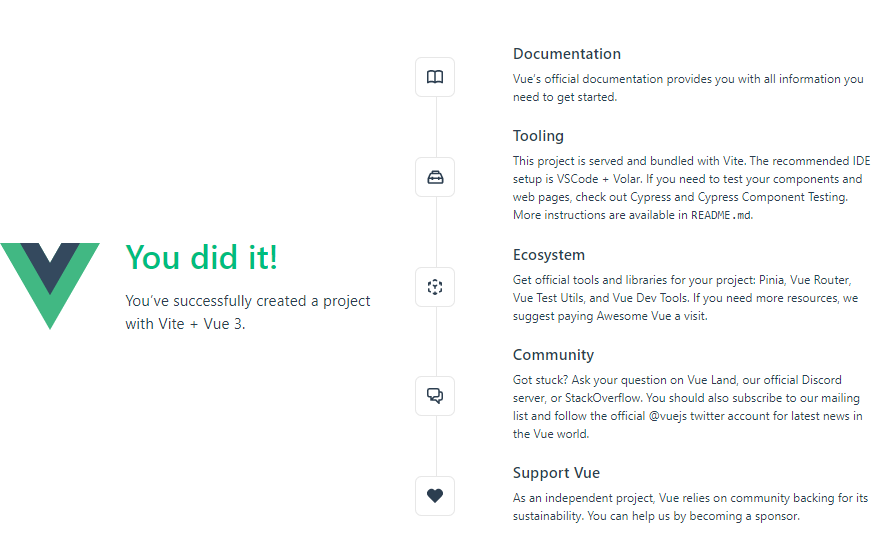 You did it!
You’ve successfully created a project
with Vite + Vue 3.
Documentation
Vue’s official documentation provides you with all information you
need to get started.
Tooling
This project is served and bundled with Vite. The recommended IDE
setup is VSCode + Volar. If you need to test your components and
web pages, check out Cypress and Cypress Component Testing.
More instructions are available in README.md.
Ecosystem
Get official tools and libraries for your project: Pinia, Vue Router,
Vue Test Utils, and Vue Dev Tools. If you need more resources, we
suggest paying Awesome Vue a visit.
Community
Got stuck? Ask your question on Vue Land, our official Discord
server, or StackOverflow. You should also subscribe to our mailing
list and follow the official @vuejs twitter account for latest news in
the Vue world.
Support Vue
As an independent project, Vue relies on community backing for its
sustainability. You can help us by becoming a sponsor.